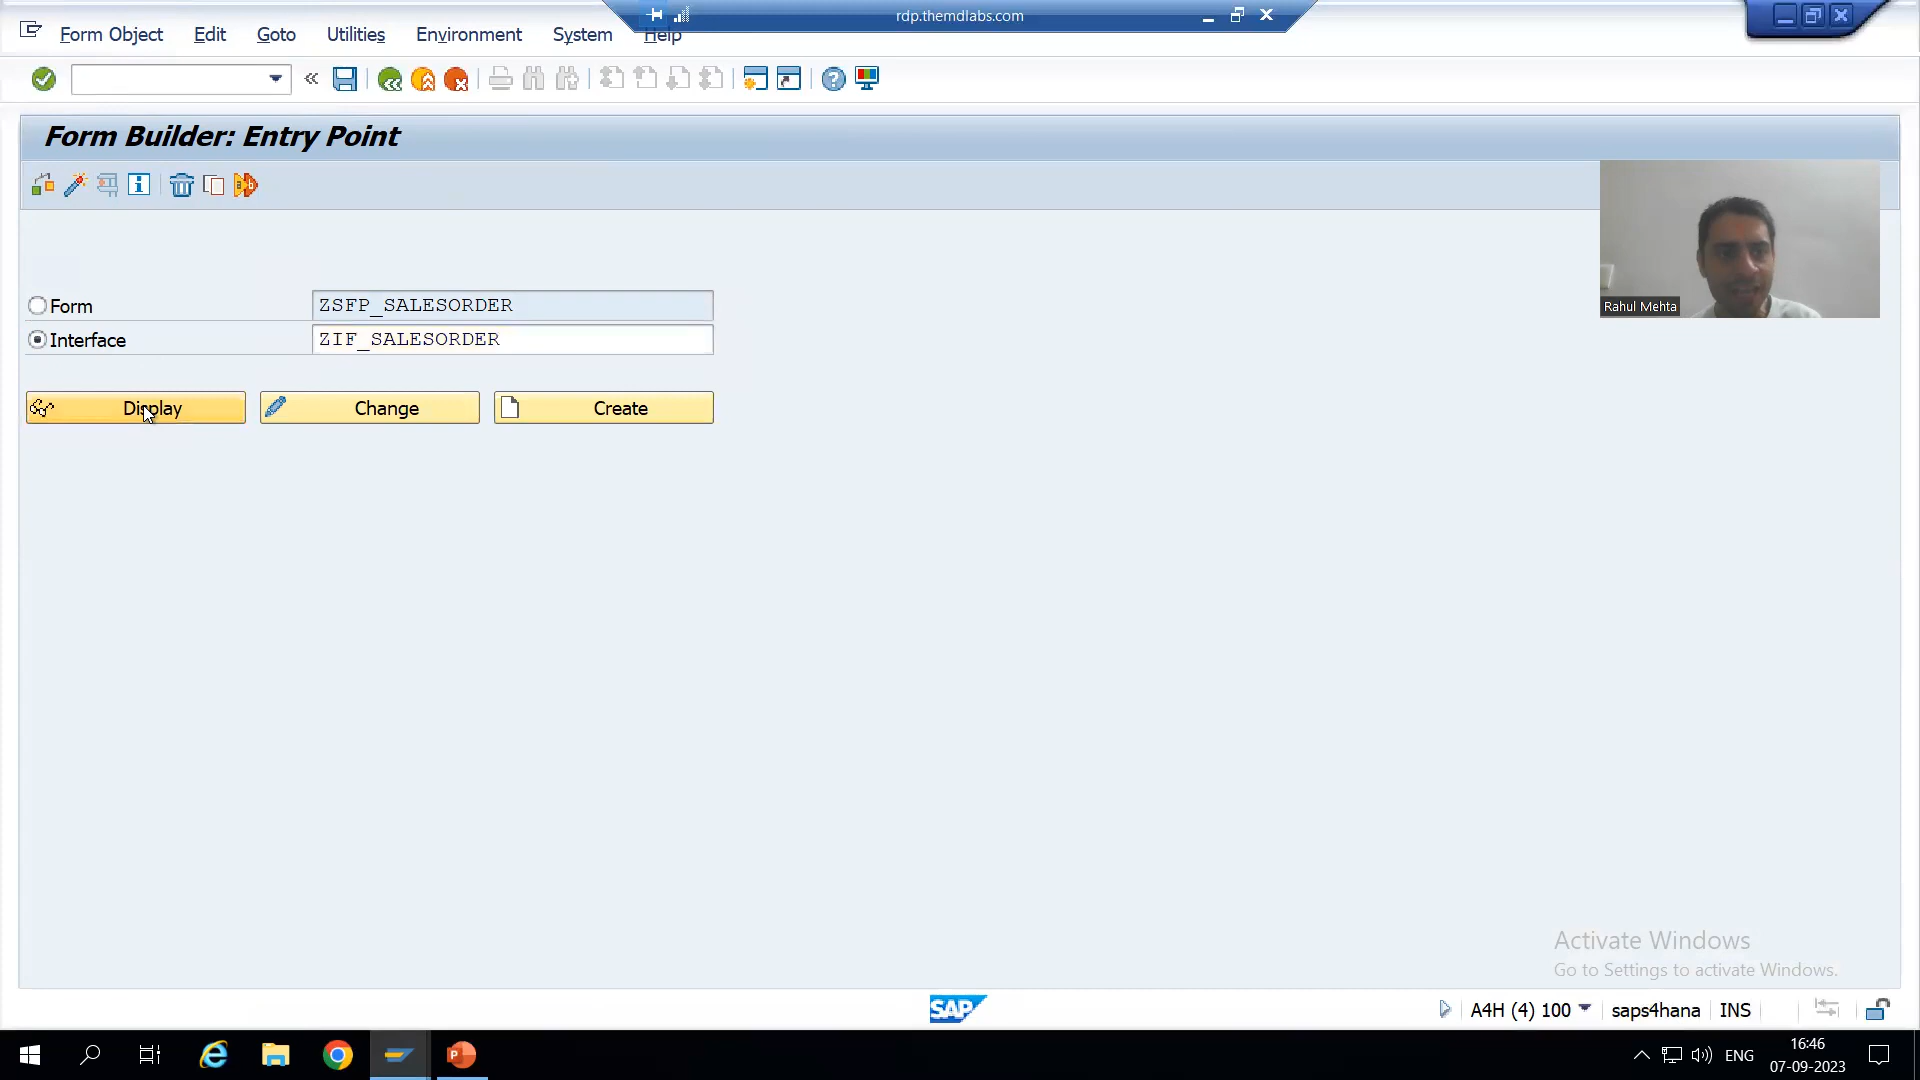 rdp.themdlabs.com
Form Object Edit Goto Utilities Environment System Help
Form Builder: Entry Point
Form ZSFP_SALESORDER
Interface ZIF_SALESORDER
Rahul Mehta
Display Change Create
Activate Windows
Go to Settings to activate Windows.
SAP
A4H (4) 100 saps4hana INS
ENG
16:46
07-09-2023